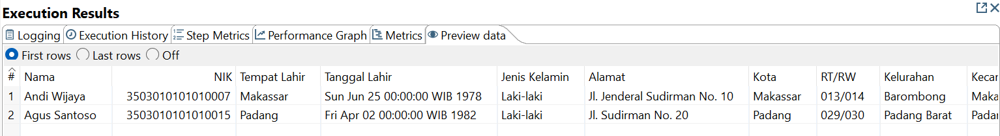 Execution Results
Logging Execution History Step Metrics Performance Graph Metrics Preview data
First rows Last rows Off
# Nama NIK Tempat Lahir Tanggal Lahir Jenis Kelamin Alamat Kota RT/RW Kelurahan
1 Andi Wijaya 3503010101010007 Makassar Sun Jun 25 00:00:00 WIB 1978 Laki-laki Jl. Jenderal Sudirman No. 10 Makassar 013/014 Barombong
2 Agus Santoso 3503010101010015 Padang Fri Apr 02 00:00:00 WIB 1982 Laki-laki Jl. Sudirman No. 20 Padang 029/030 Padang Barat